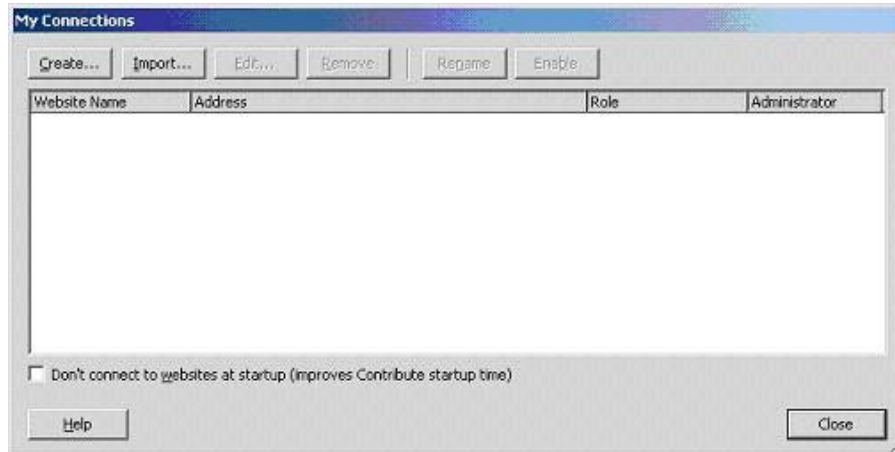 My Connections
Create... Import... Edit... Remove Rename Enable
Website Name Address Role Administrator
Don't connect to websites at startup (improves Contribute startup time)
Help Close